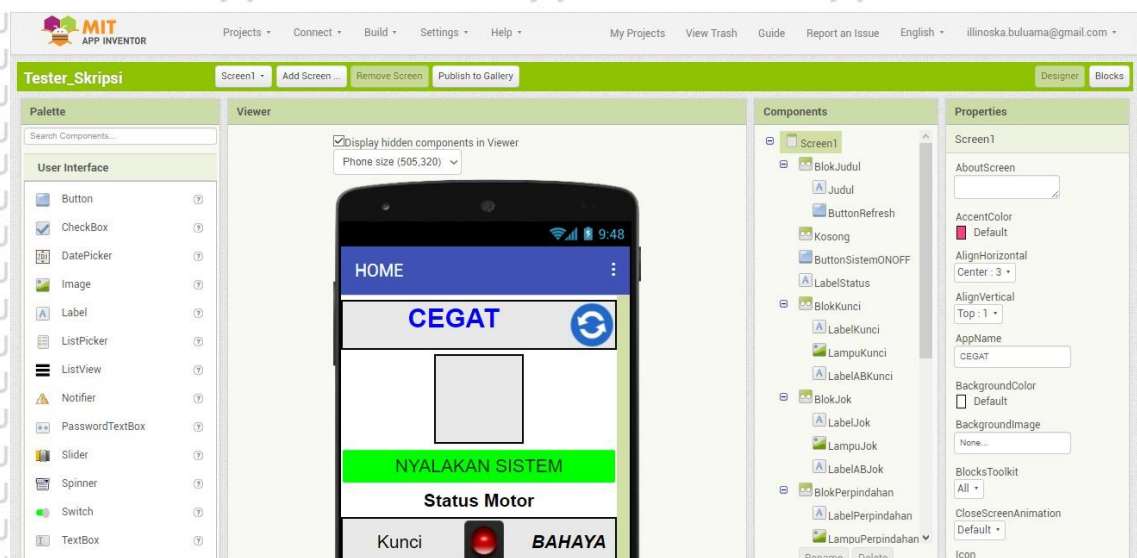 MIT
APP INVENTOR
Projects Connect Build Settings Help My Projects View Trash Guide Report an Issue English illinoska.buluama@gmail.com
Tester_Skripsi Screen1 Add Screen ... Remove Screen Publish to Gallery Designer Blocks
Palette
Search Components...
User Interface
Button
CheckBox
DatePicker
Image
Label
ListPicker
ListView
Notifier
PasswordTextBox
Slider
Spinner
Switch
TextBox
Viewer
Display hidden components in Viewer
Phone size (505,320)
9:48
HOME
CEGAT
NYALAKAN SISTEM
Status Motor
Kunci BAHAYA
Components
Screen1
BlokJudul
Judul
ButtonRefresh
Kosong
ButtonSistemONOFF
LabelStatus
BlokKunci
LabelKunci
LampuKunci
LabelABKunci
BlokJok
LabelJok
LampuJok
LabelABJok
BlokPerpindahan
LabelPerpindahan
LampuPerpindahan
Rename Delete
Properties
Screen1
AboutScreen
AccentColor
Default
AlignHorizontal
Center : 3
AlignVertical
Top : 1
AppName
CEGAT
BackgroundColor
Default
BackgroundImage
None...
BlocksToolkit
All
CloseScreenAnimation
Default
Icon